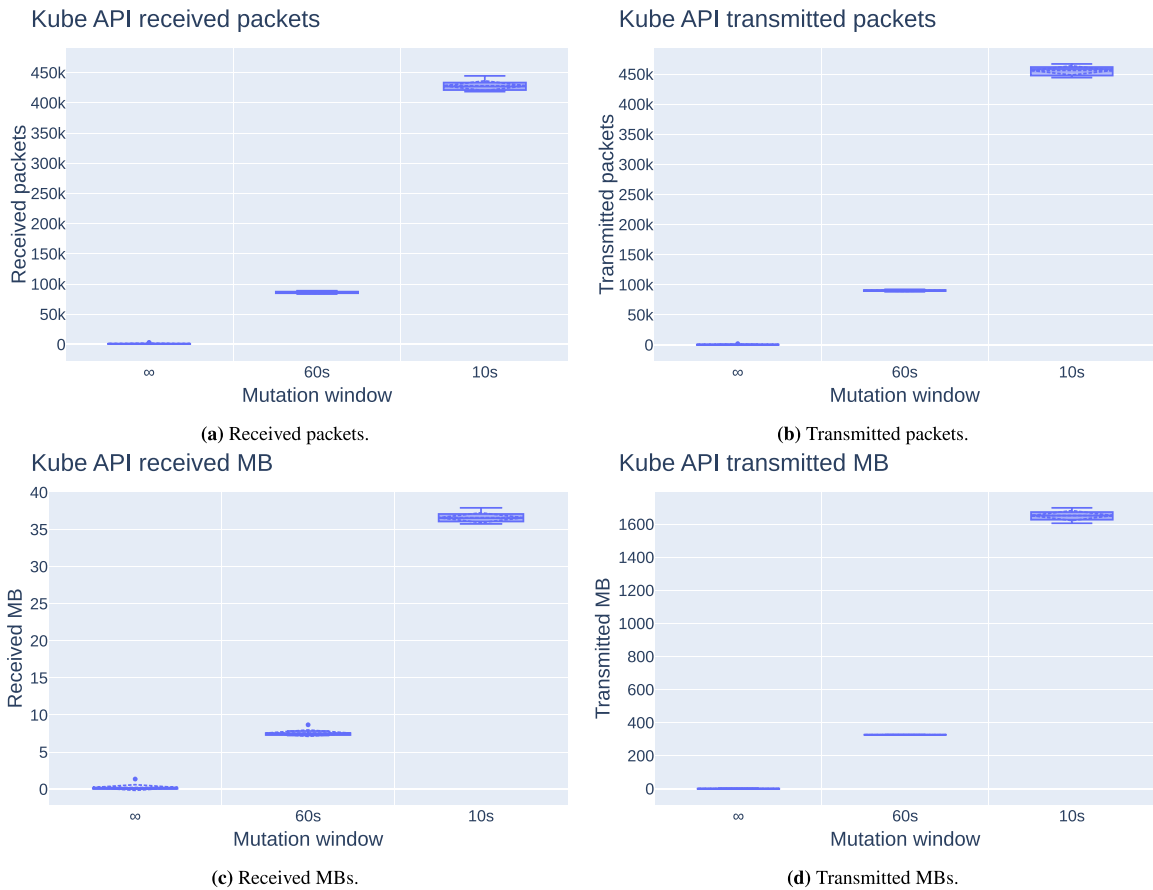 Kube API received packets
450k
400k
350k
300k
250k
200k
150k
100k
50k
0
Received packets
∞ 60s 10s
Mutation window
(a) Received packets.
Kube API transmitted packets
450k
400k
350k
300k
250k
200k
150k
100k
50k
0
Transmitted packets
∞ 60s 10s
Mutation window
(b) Transmitted packets.
Kube API received MB
40
35
30
25
20
15
10
5
0
Received MB
∞ 60s 10s
Mutation window
(c) Received MBs.
Kube API transmitted MB
1600
1400
1200
1000
800
600
400
200
0
Transmitted MB
∞ 60s 10s
Mutation window
(d) Transmitted MBs.